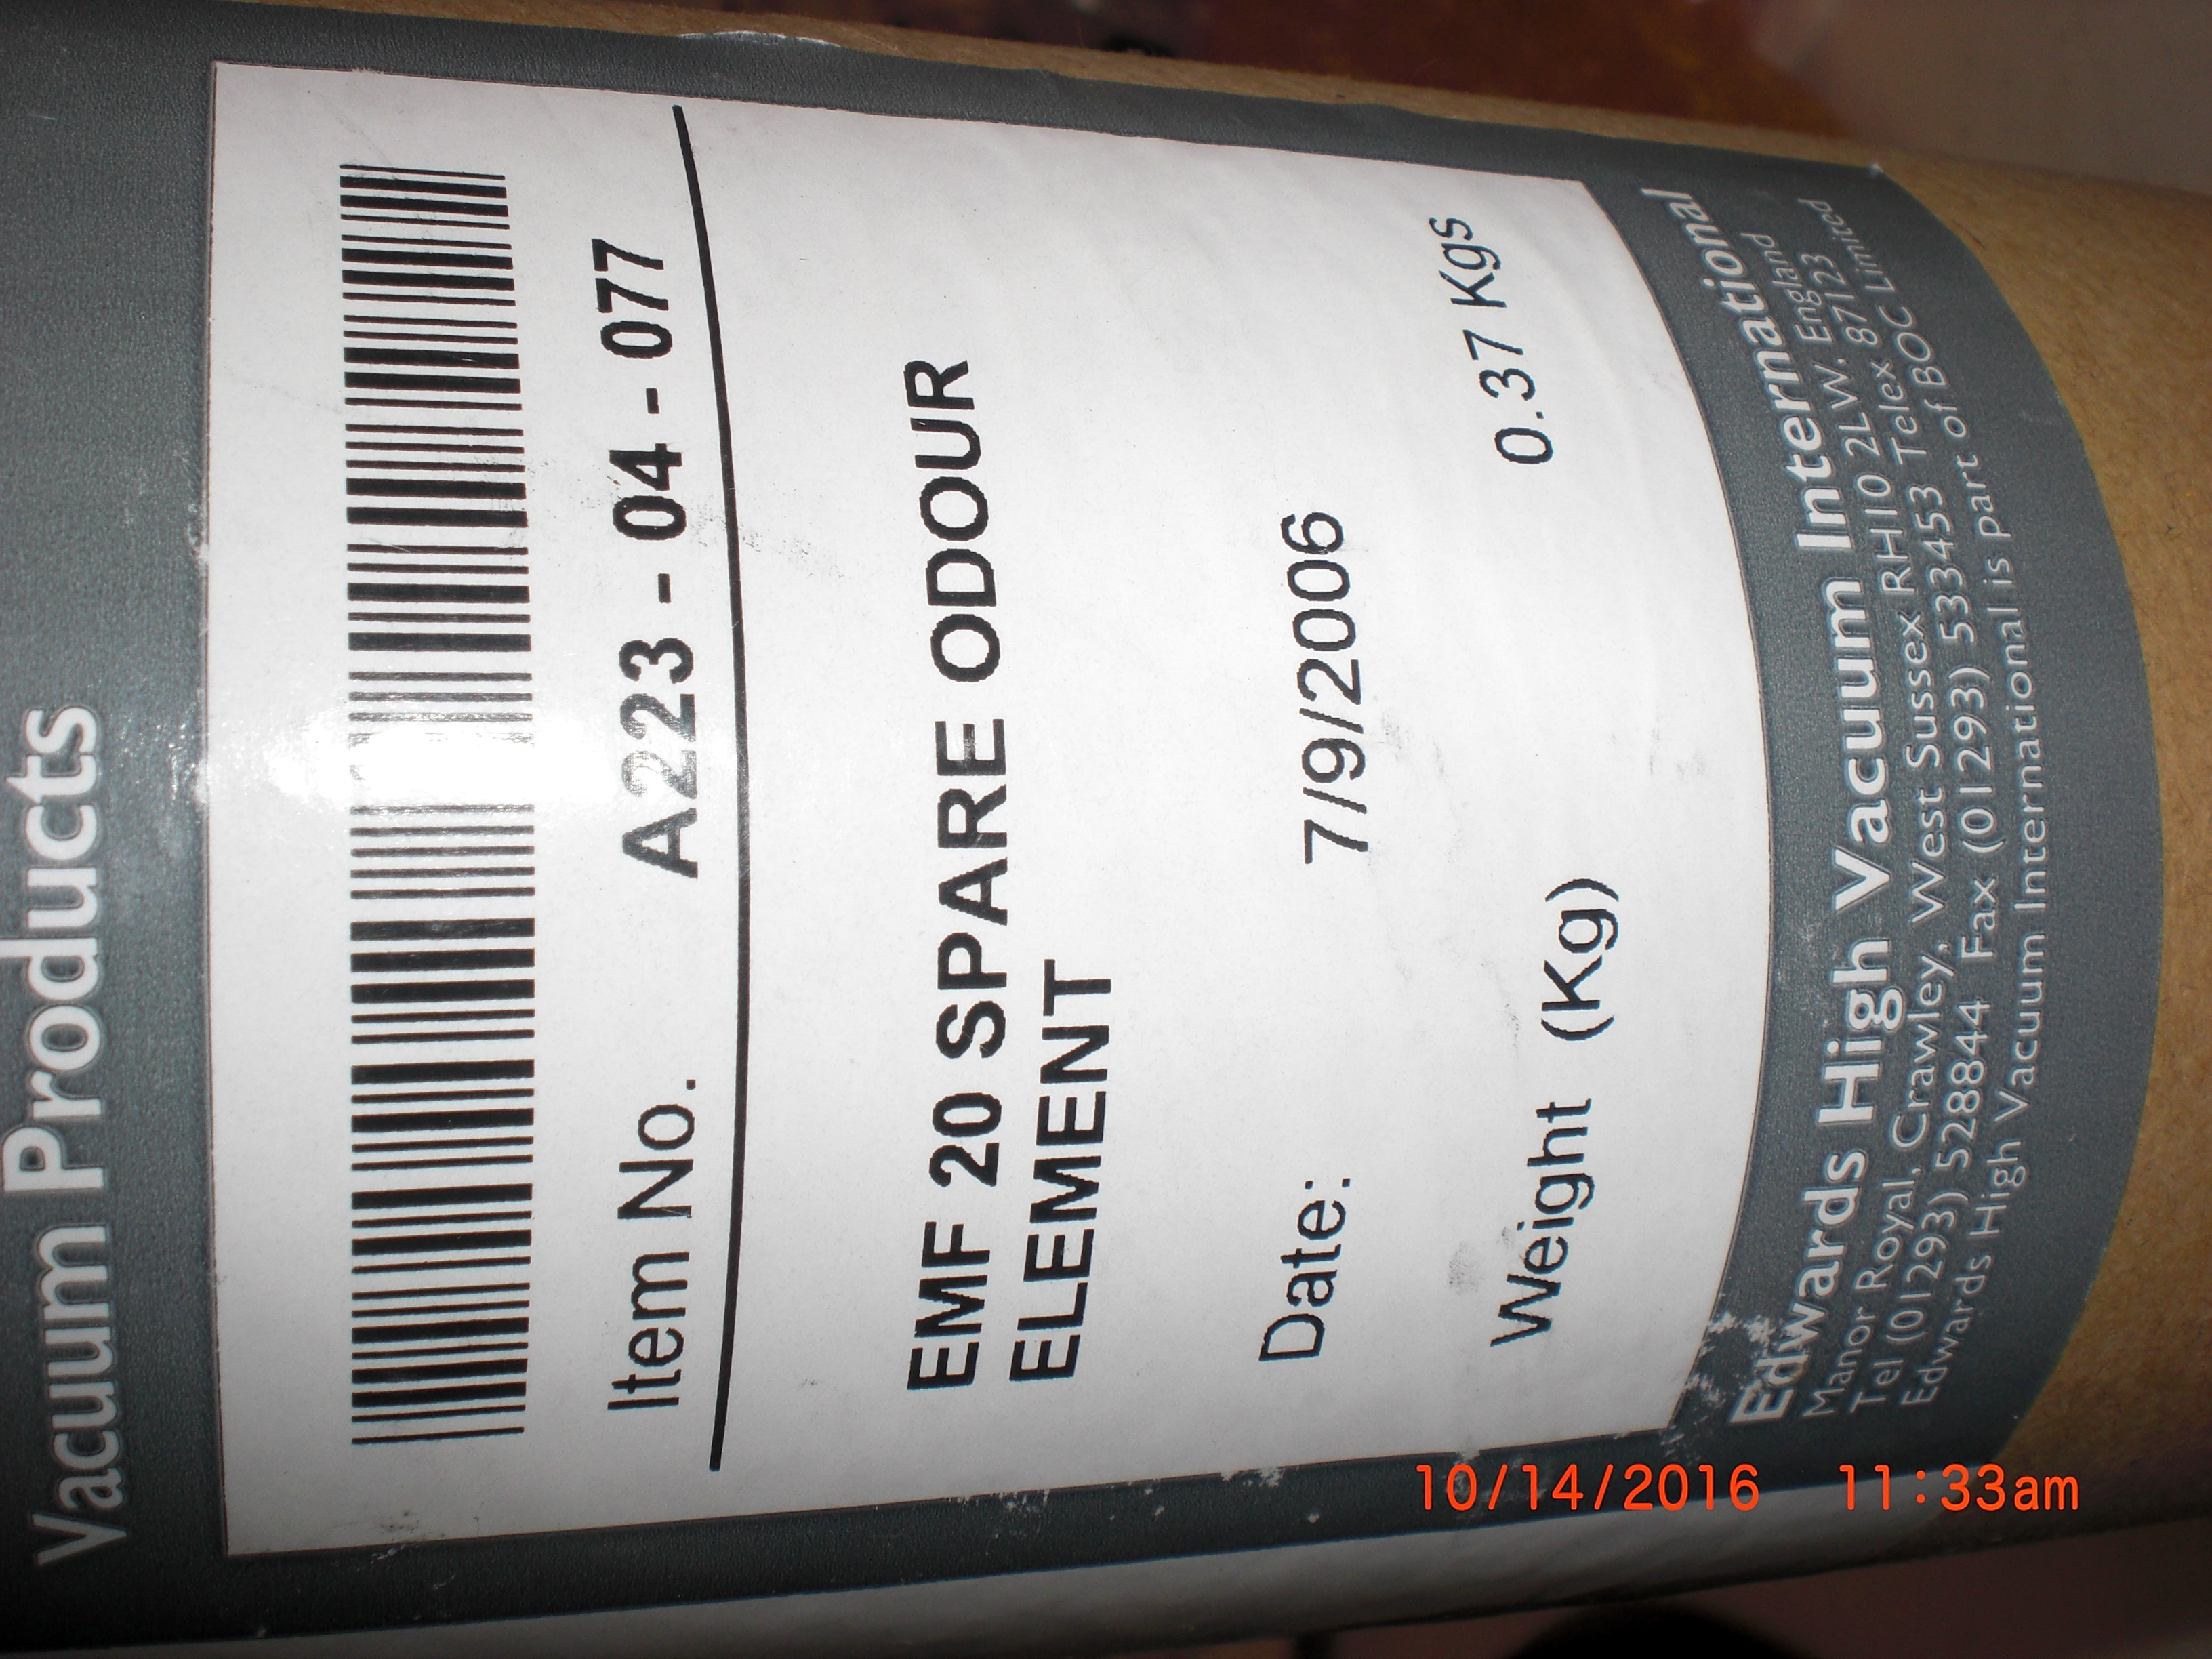 Vacuum Products
Item No. A223 - 04 - 077
EMF 20 SPARE ODOUR
ELEMENT
Date: 7/9/2006
Weight (Kg) 0.37 Kgs
Edwards High Vacuum International
Manor Royal, Crawley, West Sussex RH10 2LW. England
Tel (01293) 528844 Fax (01293) 533453 Telex 87123
Edwards High Vacuum International is part of BOC Limited
10/14/2016 11:33am